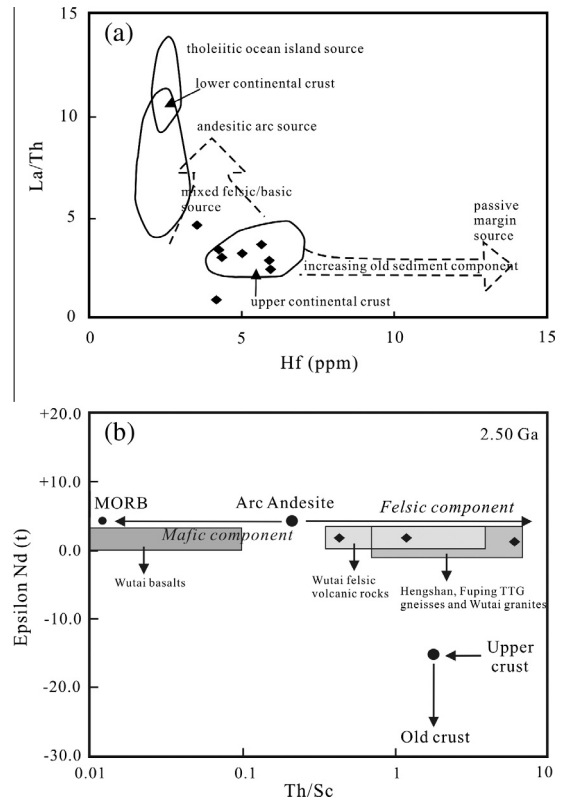 15
(a)
tholeiitic ocean island source
lower continental crust
10
andesitic arc source
La/Th
mixed felsic/basic
source
passive
margin
source
5
increasing old sediment component
upper continental crust
0
0
5
10
15
Hf (ppm)
+20.0
(b)
2.50 Ga
+10.0
MORB
Arc Andesite
Felsic component
Mafic component
0.0
Epsilon Nd (t)
Wutai basalts
Wutai felsic
volcanic rocks
Hengshan, Fuping TTG
gneisses and Wutai granites
-10.0
Upper
crust
-20.0
Old crust
-30.0
0.01
0.1
1
10
Th/Sc